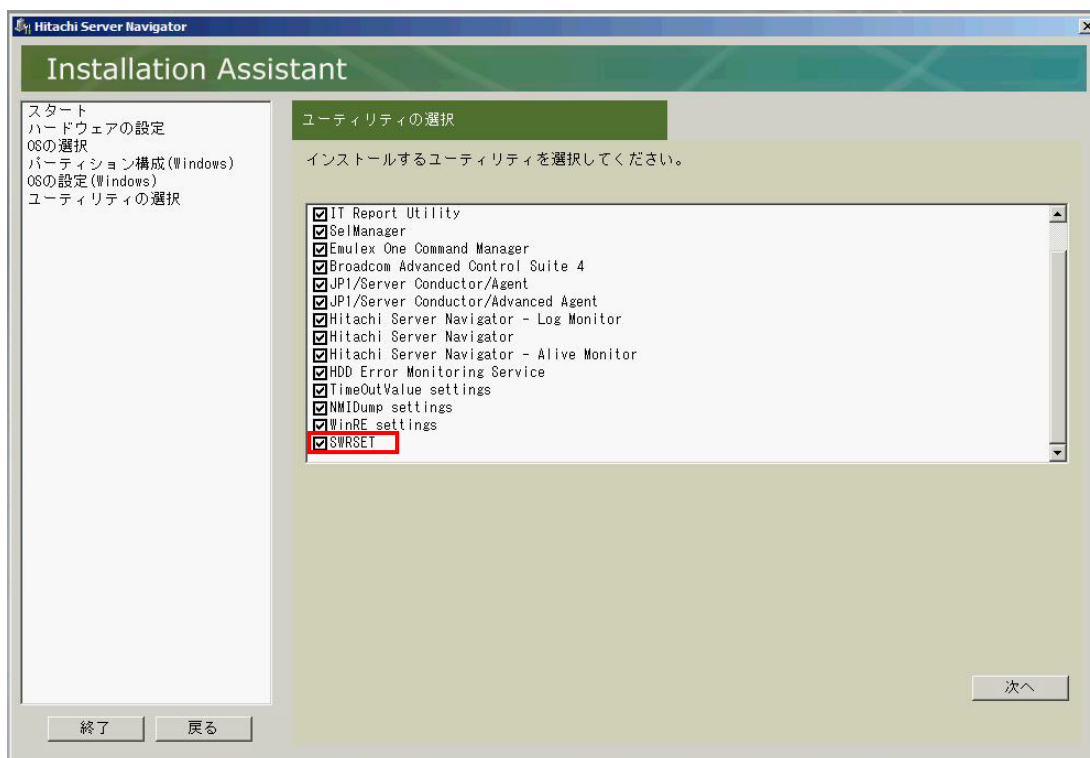 Hitachi Server Navigator
Installation Assistant
スタート
ハードウェアの設定
OSの選択
パーティション構成(Windows)
OSの設定(Windows)
ユーティリティの選択
ユーティリティの選択
インストールするユーティリティを選択してください。
IT Report Utility
SelManager
Emulex One Command Manager
Broadcom Advanced Control Suite 4
JP1/Server Conductor/Agent
JP1/Server Conductor/Advanced Agent
Hitachi Server Navigator - Log Monitor
Hitachi Server Navigator
Hitachi Server Navigator - Alive Monitor
HDD Error Monitoring Service
TimeOutValue settings
NMIDump settings
WinRE settings
SWRSET
次へ
終了
戻る